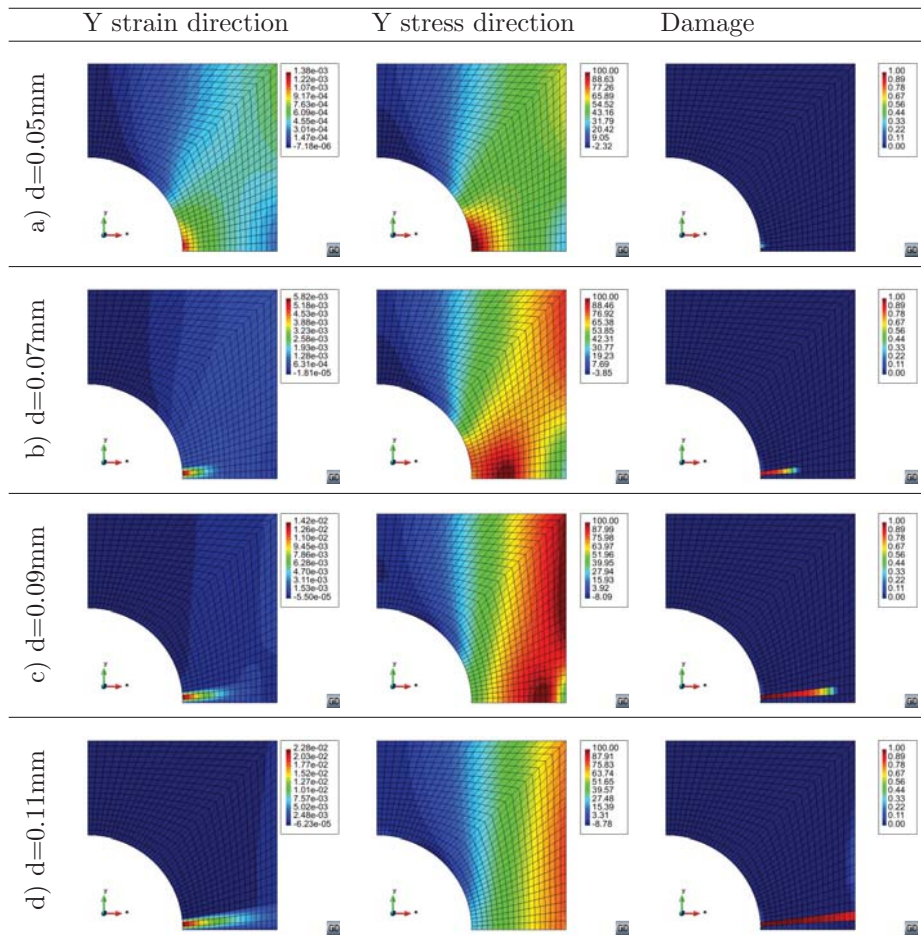 Y strain direction Y stress direction Damage
a) d=0.05mm
1.38e-03
1.22e-03
1.07e-03
9.17e-04
7.63e-04
6.09e-04
4.55e-04
3.01e-04
1.47e-04
-7.18e-06
y
x
100.00
88.63
77.26
65.89
54.52
43.16
31.79
20.42
9.05
-2.32
y
x
1.00
0.89
0.78
0.67
0.56
0.44
0.33
0.22
0.11
0.00
y
x
b) d=0.07mm
5.82e-03
5.18e-03
4.53e-03
3.88e-03
3.23e-03
2.58e-03
1.93e-03
1.28e-03
6.31e-04
-1.81e-05
y
x
100.00
88.46
76.92
65.38
53.85
42.31
30.77
19.23
7.69
-3.85
y
x
1.00
0.89
0.78
0.67
0.56
0.44
0.33
0.22
0.11
0.00
y
x
c) d=0.09mm
1.42e-02
1.26e-02
1.10e-02
9.45e-03
7.86e-03
6.28e-03
4.70e-03
3.11e-03
1.53e-03
-5.50e-05
y
x
100.00
87.99
75.98
63.97
51.96
39.95
27.94
15.93
3.92
-8.09
y
x
1.00
0.89
0.78
0.67
0.56
0.44
0.33
0.22
0.11
0.00
y
x
d) d=0.11mm
2.28e-02
2.03e-02
1.77e-02
1.52e-02
1.27e-02
1.01e-02
7.57e-03
5.02e-03
2.48e-03
-6.23e-05
y
x
100.00
87.91
75.83
63.74
51.65
39.57
27.48
15.39
3.31
-8.78
y
x
1.00
0.89
0.78
0.67
0.56
0.44
0.33
0.22
0.11
0.00
y
x